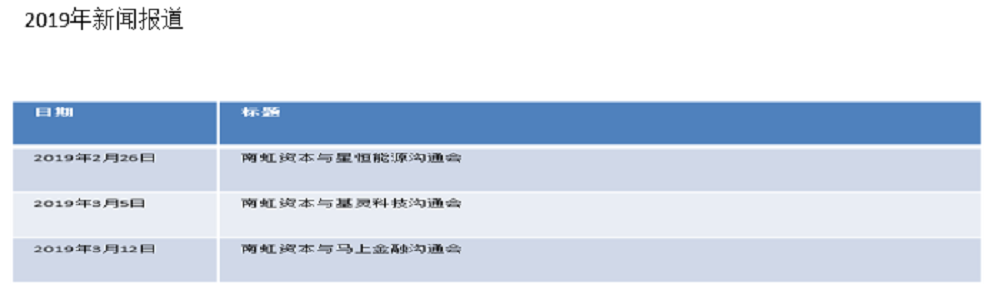 2019年新闻报道
日期 标题
2019年2月26日 南虹资本与星恒能源沟通会
2019年3月5日 南虹资本与基灵科技沟通会
2019年3月12日 南虹资本与马上金融沟通会